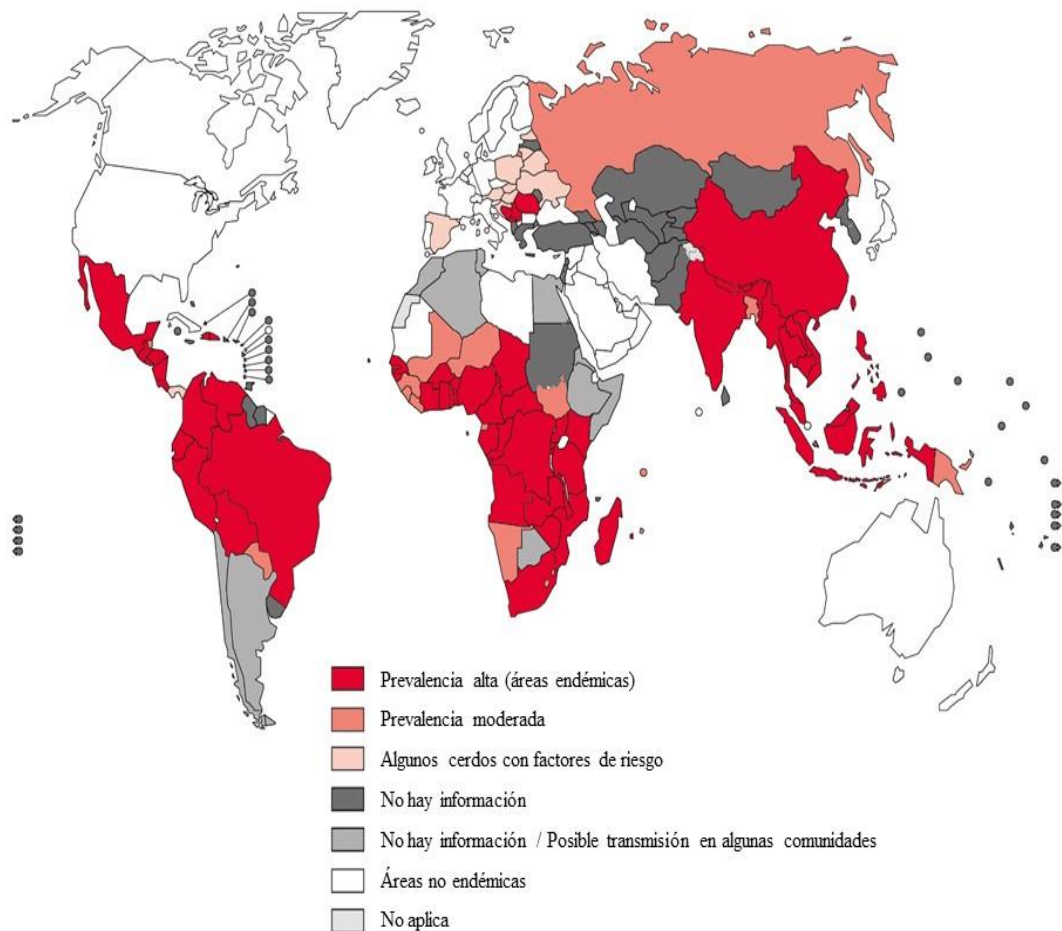 Prevalencia alta (áreas endémicas)
Prevalencia moderada
Algunos cerdos con factores de riesgo
No hay información
No hay información / Posible transmisión en algunas comunidades
Áreas no endémicas
No aplica